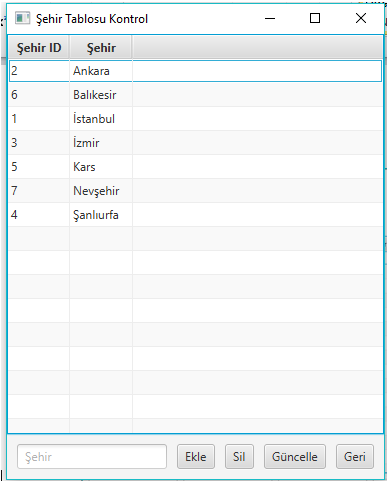 Şehir Tablosu Kontrol
Şehir ID Şehir
2 Ankara
6 Balıkesir
1 İstanbul
3 İzmir
5 Kars
7 Nevşehir
4 Şanlıurfa
Şehir Ekle Sil Güncelle Geri